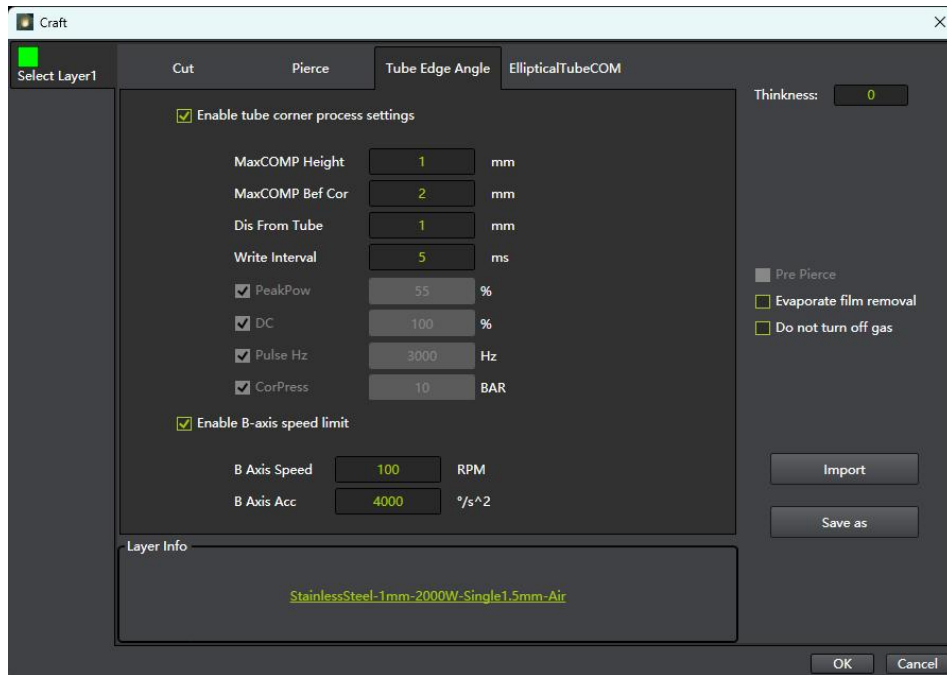 Craft
Select Layer1
Cut Pierce Tube Edge Angle EllipticalTubeCOM
Thinkness: 0
Enable tube corner process settings
MaxCOMP Height 1 mm
MaxCOMP Bef Cor 2 mm
Dis From Tube 1 mm
Write Interval 5 ms
PeakPow 55 %
DC 100 %
Pulse Hz 3000 Hz
CorPress 10 BAR
Enable B-axis speed limit
B Axis Speed 100 RPM
B Axis Acc 4000 °/s^2
Pre Pierce
Evaporate film removal
Do not turn off gas
Import
Save as
Layer Info
StainlessSteel-1mm-2000W-Single1.5mm-Air
OK Cancel